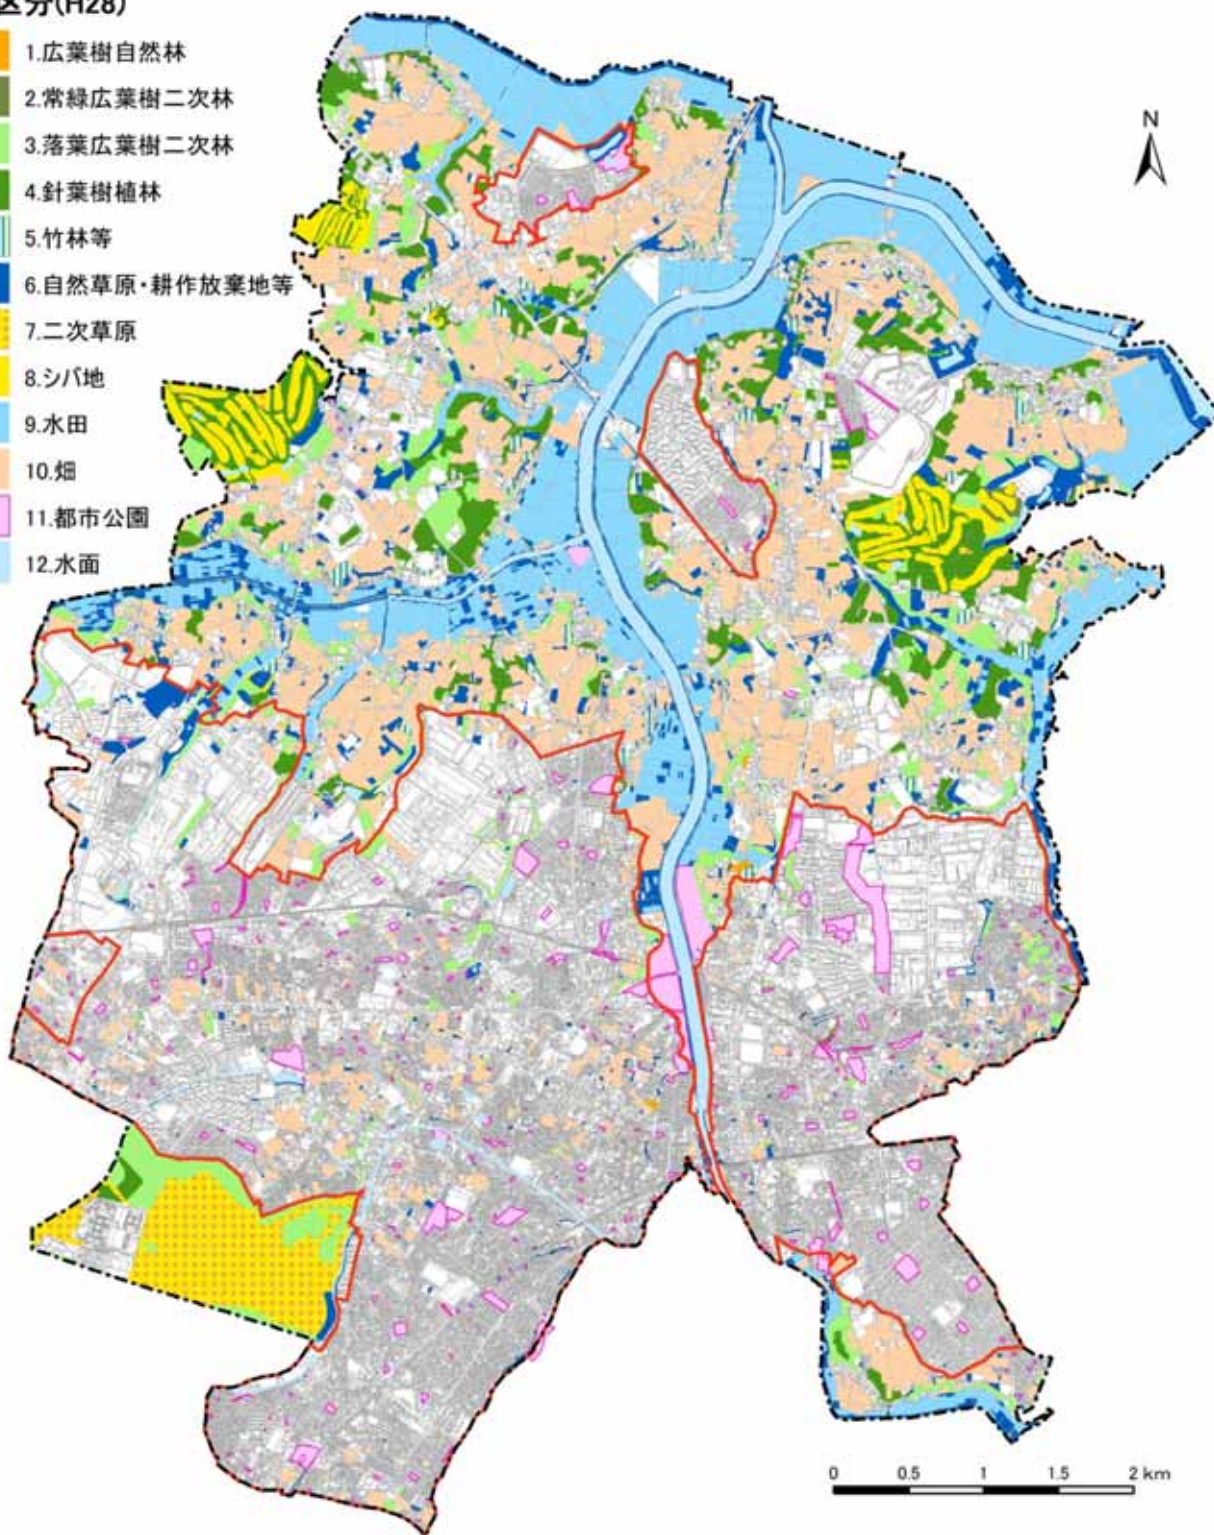 区分(H28)
1.広葉樹自然林
2.常緑広葉樹二次林
3.落葉広葉樹二次林
4.針葉樹植林
5.竹林等
6.自然草原・耕作放棄地等
7.二次草原
8.シバ地
9.水田
10.畑
11.都市公園
12.水面
N
0 0.5 1 1.5 2 km